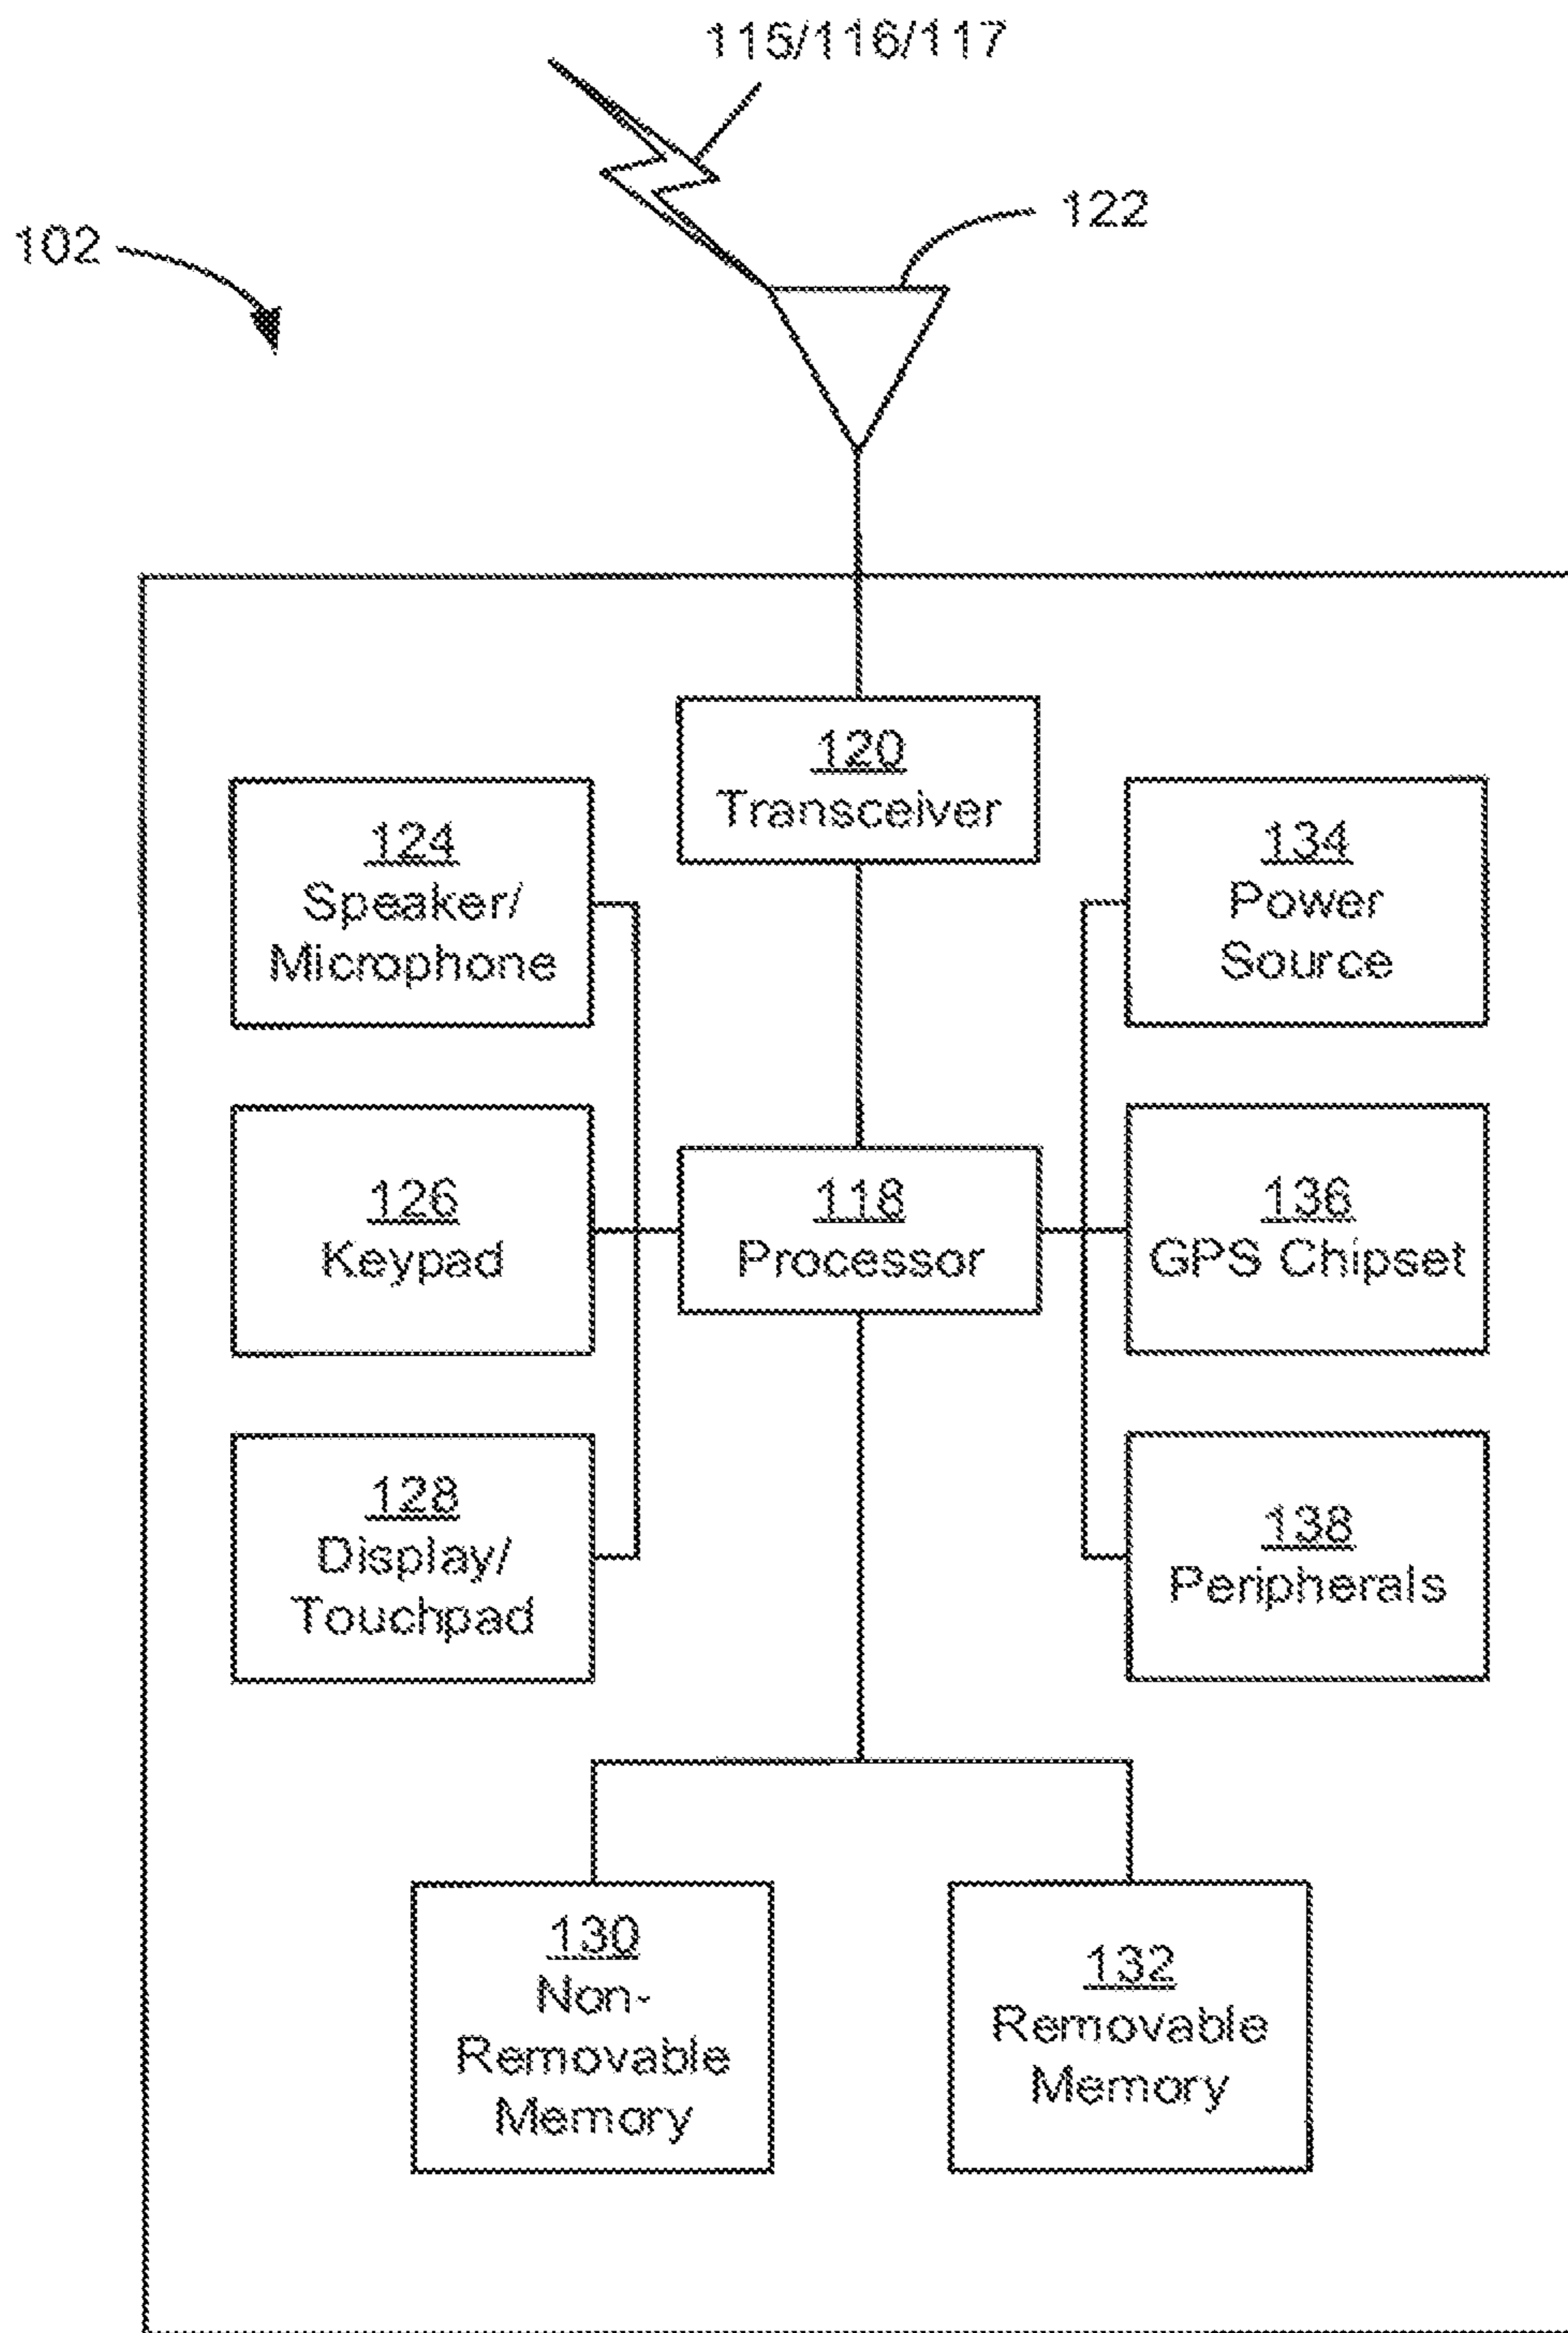 115/116/117
122
102
120
Transceiver
124
Speaker/
Microphone
134
Power
Source
126
Keypad
118
Processor
136
GPS Chipset
128
Display/
Touchpad
138
Peripherals
130
Non-
Removable
Memory
132
Removable
Memory